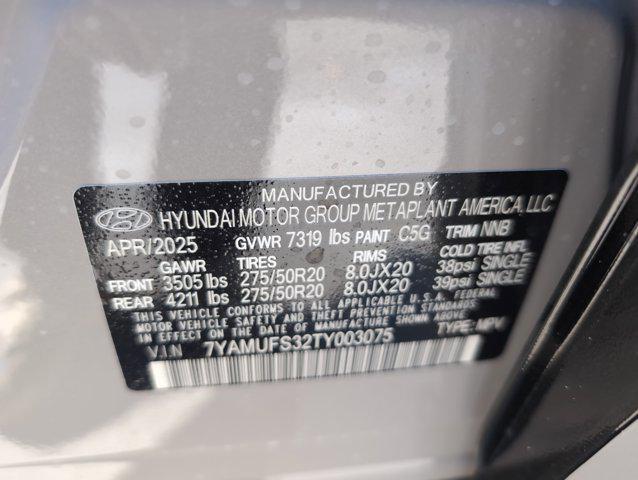 MANUFACTURED BY
HYUNDAI MOTOR GROUP METAPLANT AMERICA, LLC
APR/2025 GVWR 7319 lbs PAINT C5G TRIM NNB
GAWR TIRES RIMS COLD TIRE INFL
FRONT 3505 lbs 275/50R20 8.0JX20 38psi SINGLE
REAR 4211 lbs 275/50R20 8.0JX20 39psi SINGLE
THIS VEHICLE CONFORMS TO ALL APPLICABLE U.S.A. FEDERAL
MOTOR VEHICLE SAFETY AND THEFT PREVENTION STANDARDS
IN EFFECT ON THE DATE OF MANUFACTURE SHOWN ABOVE.
VIN 7YAMUFS32TY003075 TYPE: MPV